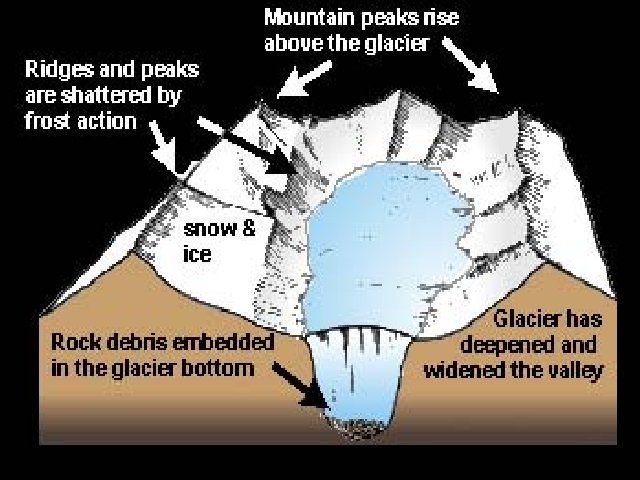 Mountain peaks rise
above the glacier
Ridges and peaks
are shattered by
frost action
snow &
ice
Rock debris embedded
in the glacier bottom
Glacier has
deepened and
widened the valley